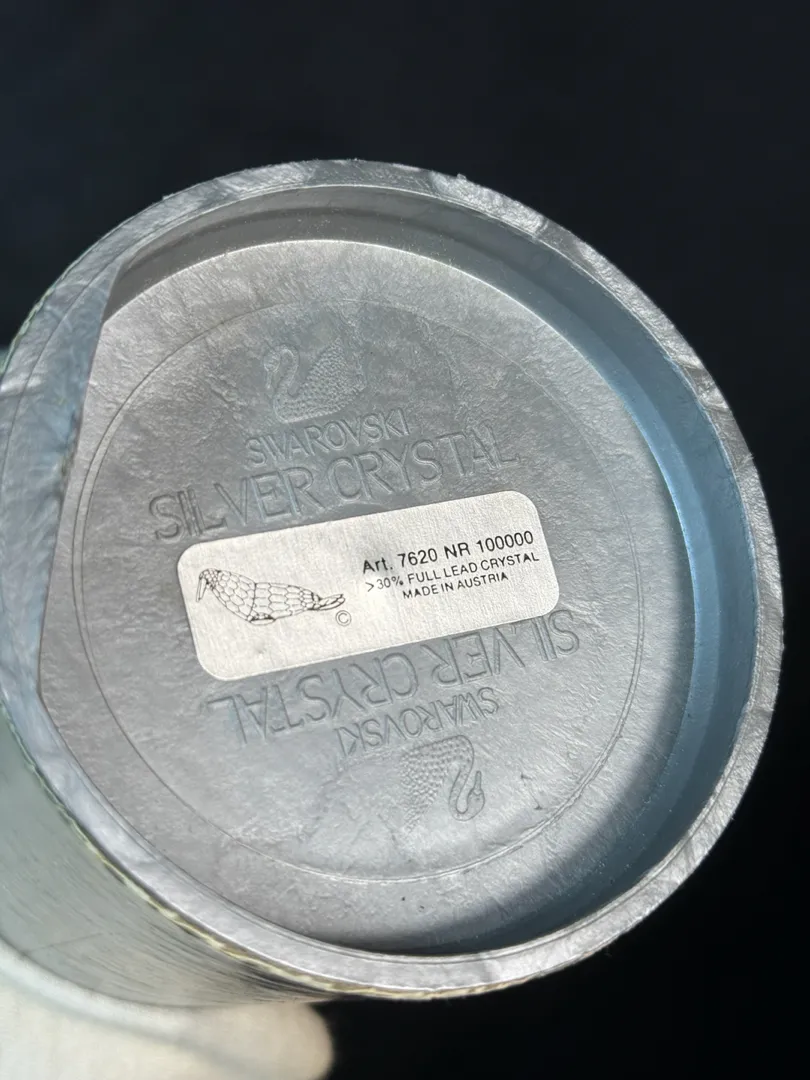 SWAROVSKI
SILVER CRYSTAL
Art. 7620 NR 100000
>30% FULL LEAD CRYSTAL
MADE IN AUSTRIA
©
SILVER CRYSTAL
SWAROVSKI